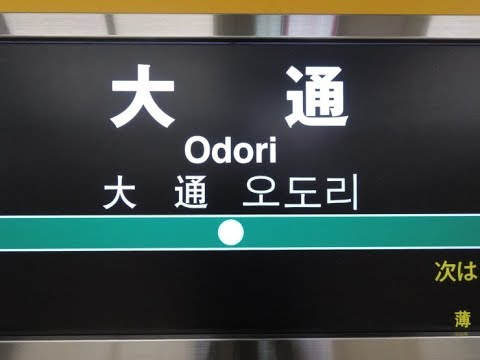 大　通
Odori
大　通 오도리
次は
薄